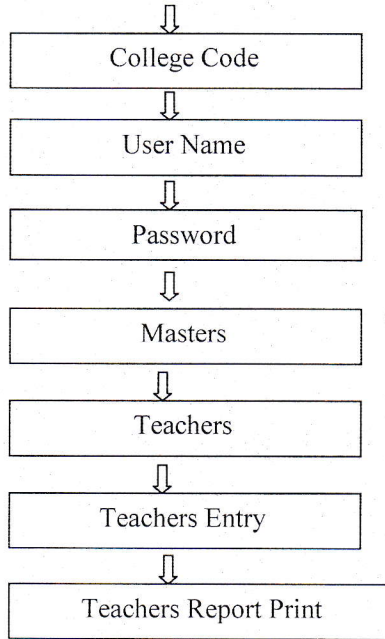 College Code
User Name
Password
Masters
Teachers
Teachers Entry
Teachers Report Print